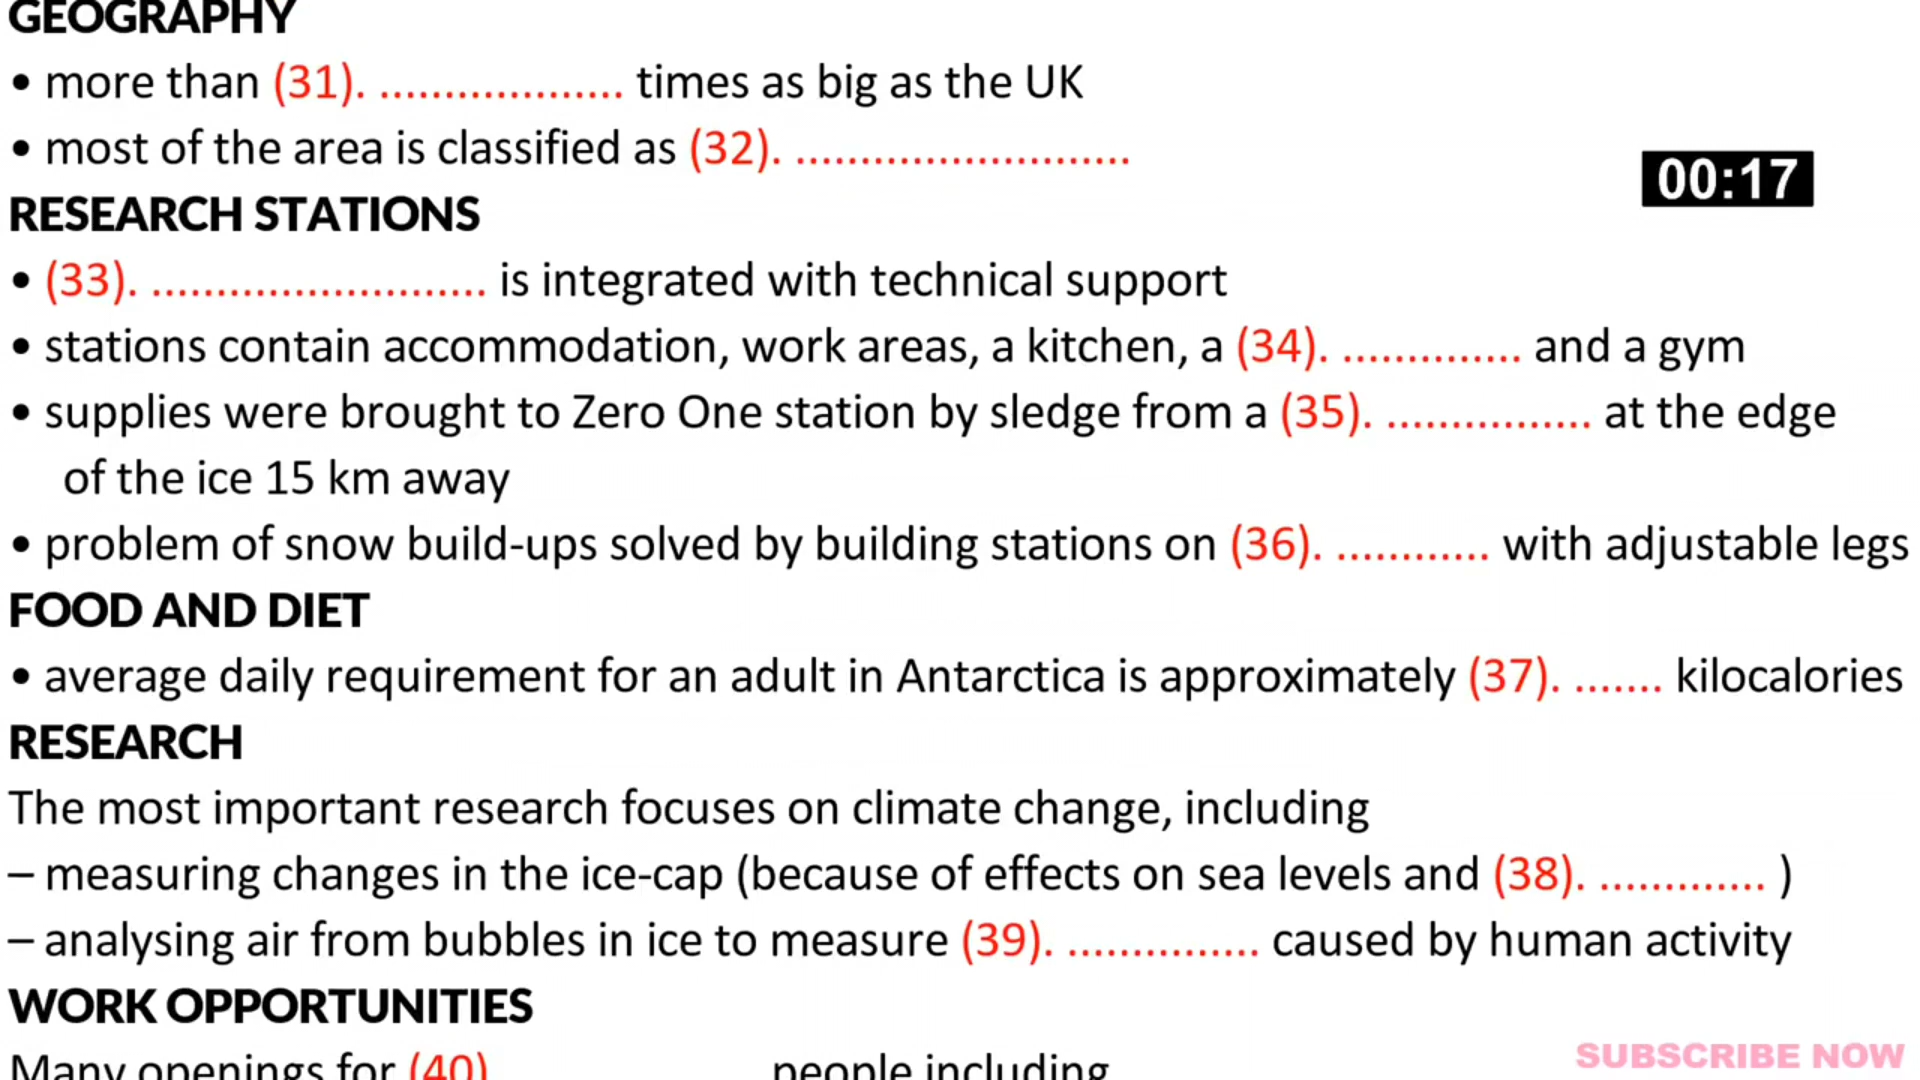 GEOGRAPHY
• more than (31). ................... times as big as the UK
• most of the area is classified as (32). ..........................
00:17
RESEARCH STATIONS
• (33). .......................... is integrated with technical support
• stations contain accommodation, work areas, a kitchen, a (34). .............. and a gym
• supplies were brought to Zero One station by sledge from a (35). ................ at the edge
of the ice 15 km away
• problem of snow build-ups solved by building stations on (36). ............ with adjustable legs
FOOD AND DIET
• average daily requirement for an adult in Antarctica is approximately (37). ....... kilocalories
RESEARCH
The most important research focuses on climate change, including
– measuring changes in the ice-cap (because of effects on sea levels and (38). ............. )
– analysing air from bubbles in ice to measure (39). ............... caused by human activity
WORK OPPORTUNITIES
Many openings for (40) people including
SUBSCRIBE NOW